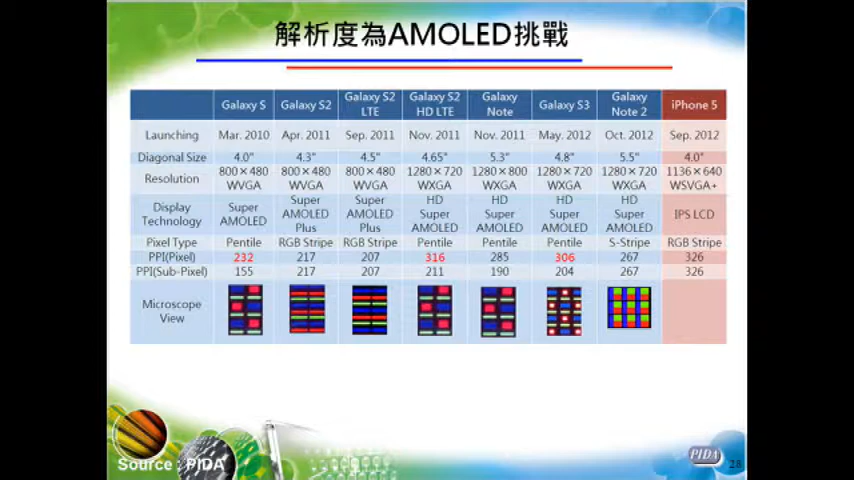 解析度為AMOLED挑戰
Galaxy S Galaxy S2 Galaxy S2 LTE Galaxy S2 HD LTE Galaxy Note Galaxy S3 Galaxy Note 2 iPhone 5
Launching Mar. 2010 Apr. 2011 Sep. 2011 Nov. 2011 Nov. 2011 May. 2012 Oct. 2012 Sep. 2012
Diagonal Size 4.0" 4.3" 4.5" 4.65" 5.3" 4.8" 5.5" 4.0"
Resolution 800×480 WVGA 800×480 WVGA 800×480 WVGA 1280×720 WXGA 1280×800 WXGA 1280×720 WXGA 1280×720 WXGA 1136×640 WSVGA+
Display Technology Super AMOLED Super AMOLED Plus Super AMOLED Plus HD Super AMOLED HD Super AMOLED HD Super AMOLED HD Super AMOLED IPS LCD
Pixel Type Pentile RGB Stripe RGB Stripe Pentile Pentile Pentile S-Stripe RGB Stripe
PPI(Pixel) 232 217 207 316 285 306 267 326
PPI(Sub-Pixel) 155 217 207 211 190 204 267 326
Microscope View
Source : PIDA
PIDA
28